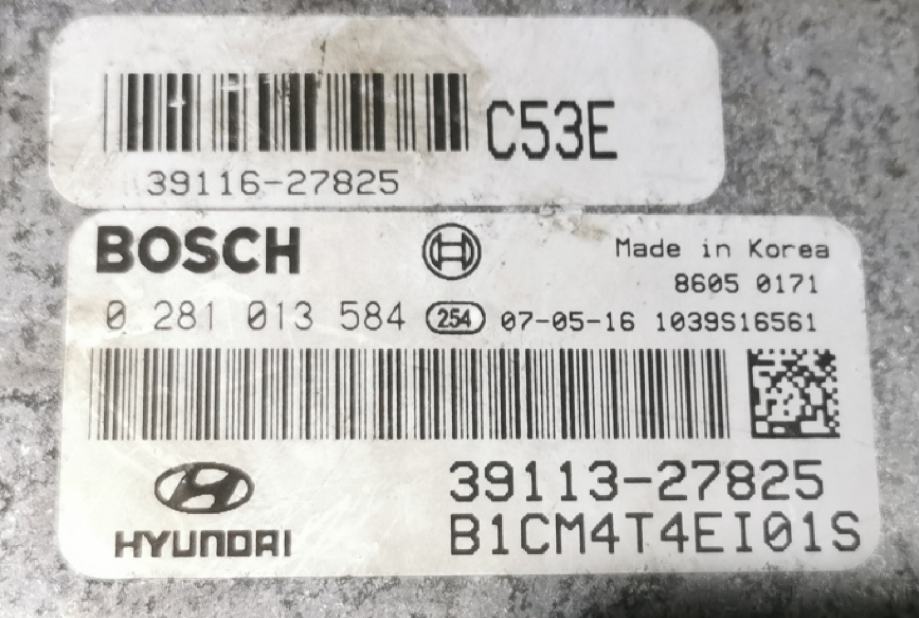 C53E
39116-27825
BOSCH
Made in Korea
8605 0171
0 281 013 584 254 07-05-16 1039S16561
39113-27825
HYUNDAI B1CM4T4EI01S